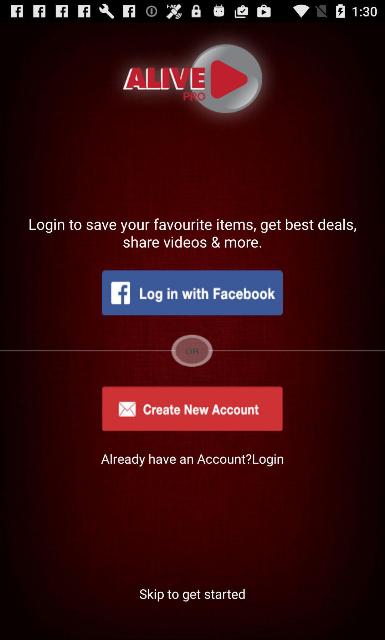 1:30
ALIVE
PRO
Login to save your favourite items, get best deals,
share videos & more.
Log in with Facebook
OR
Create New Account
Already have an Account?Login
Skip to get started